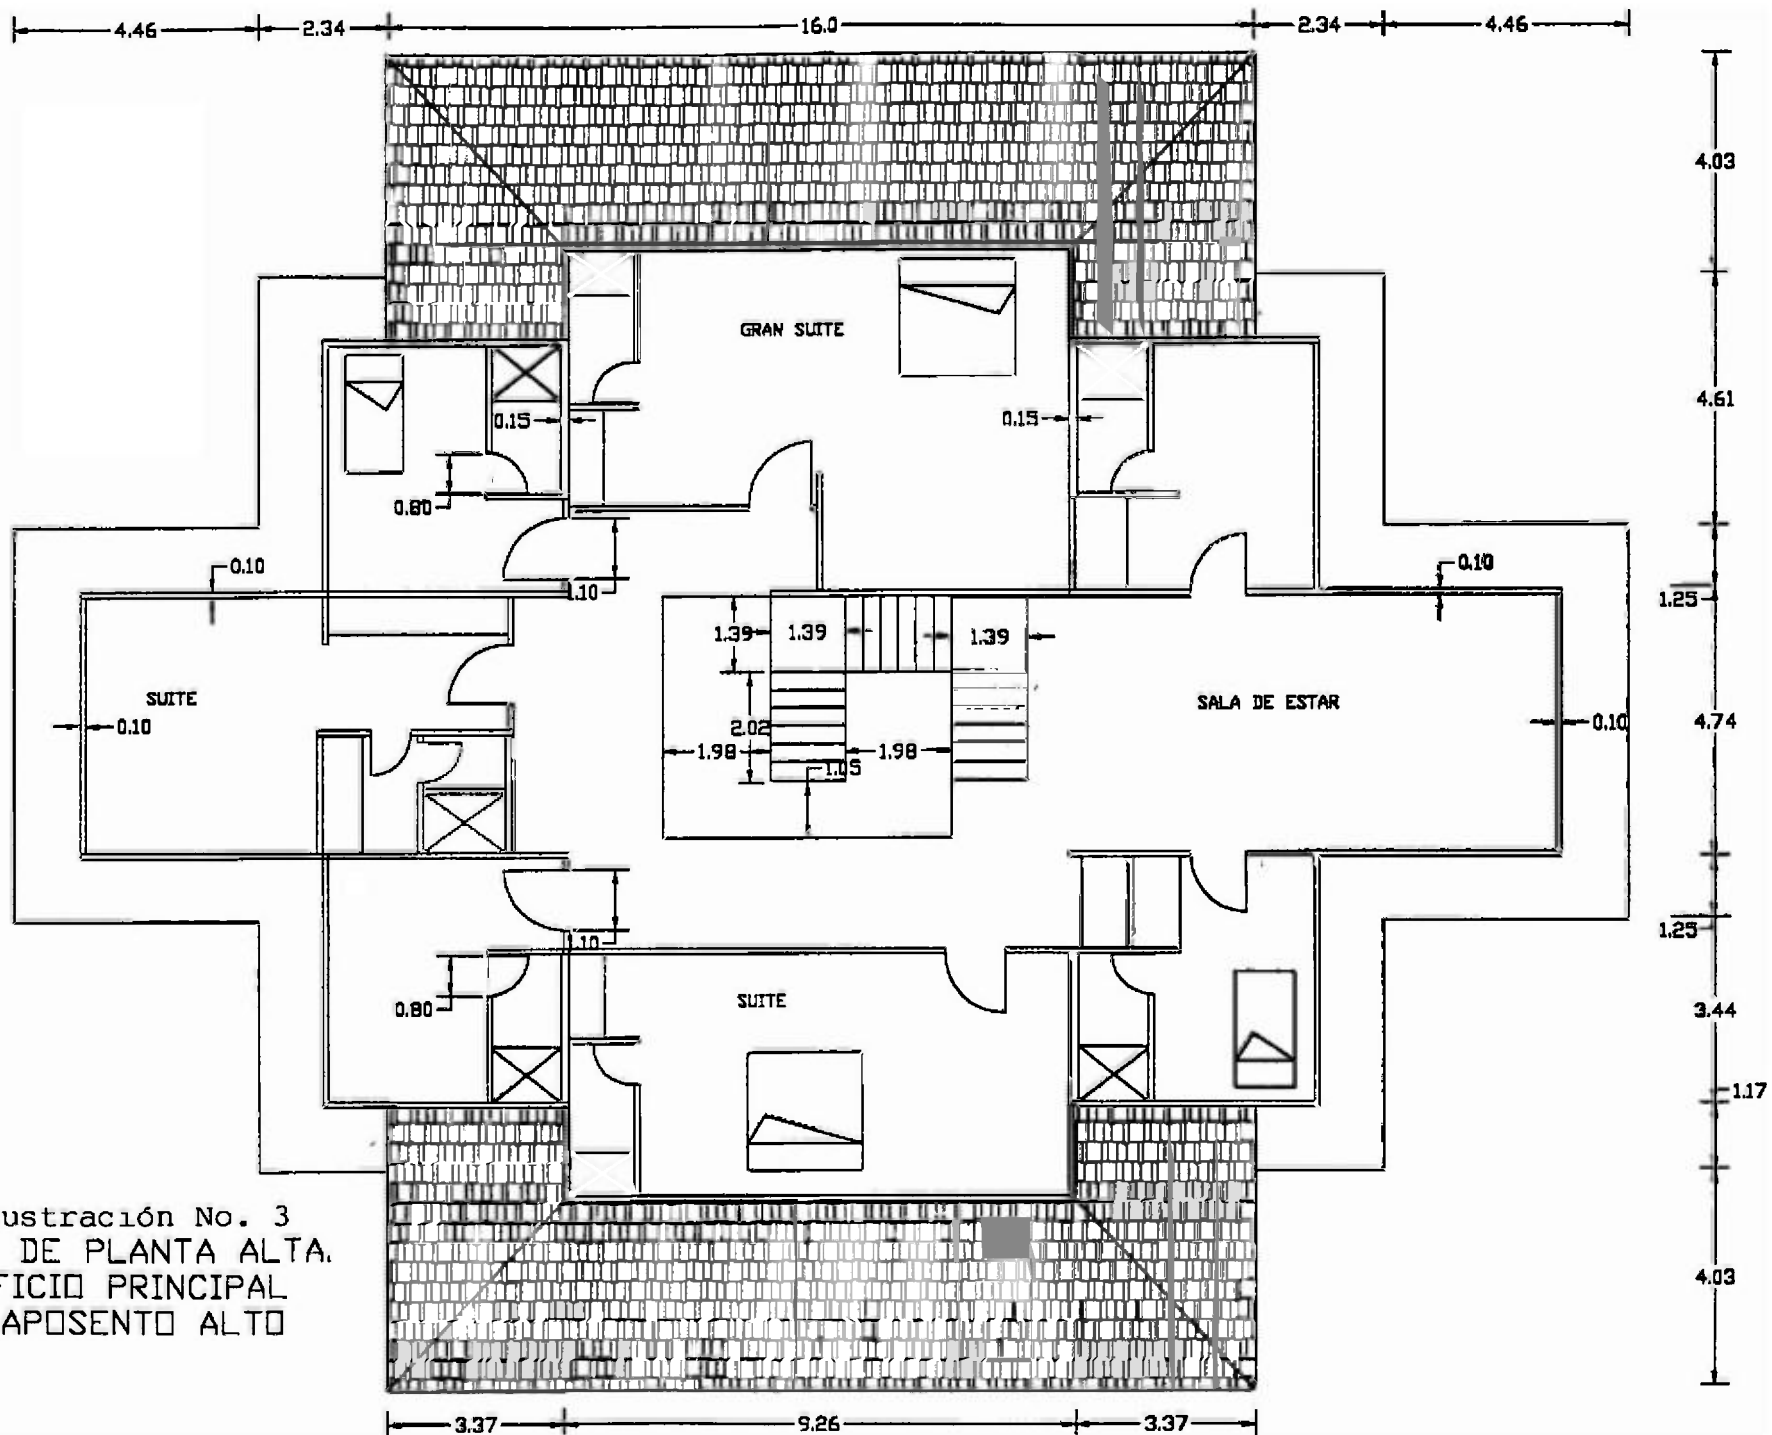 4.46 2.34 16.0 2.34 4.46
4.03
GRAN SUITE
4.61
0.15 0.15
0.80
0.10 1.10 0.10
1.25
1.39 1.39 1.39
SUITE SALA DE ESTAR
0.10 2.02 0.10 4.74
1.98 1.98
1.05
1.25
.10
0.80 SUITE 3.44
1.17
ustración No. 3
DE PLANTA ALTA.
FICIO PRINCIPAL
APOSENTO ALTO
4.03
3.37 9.26 3.37